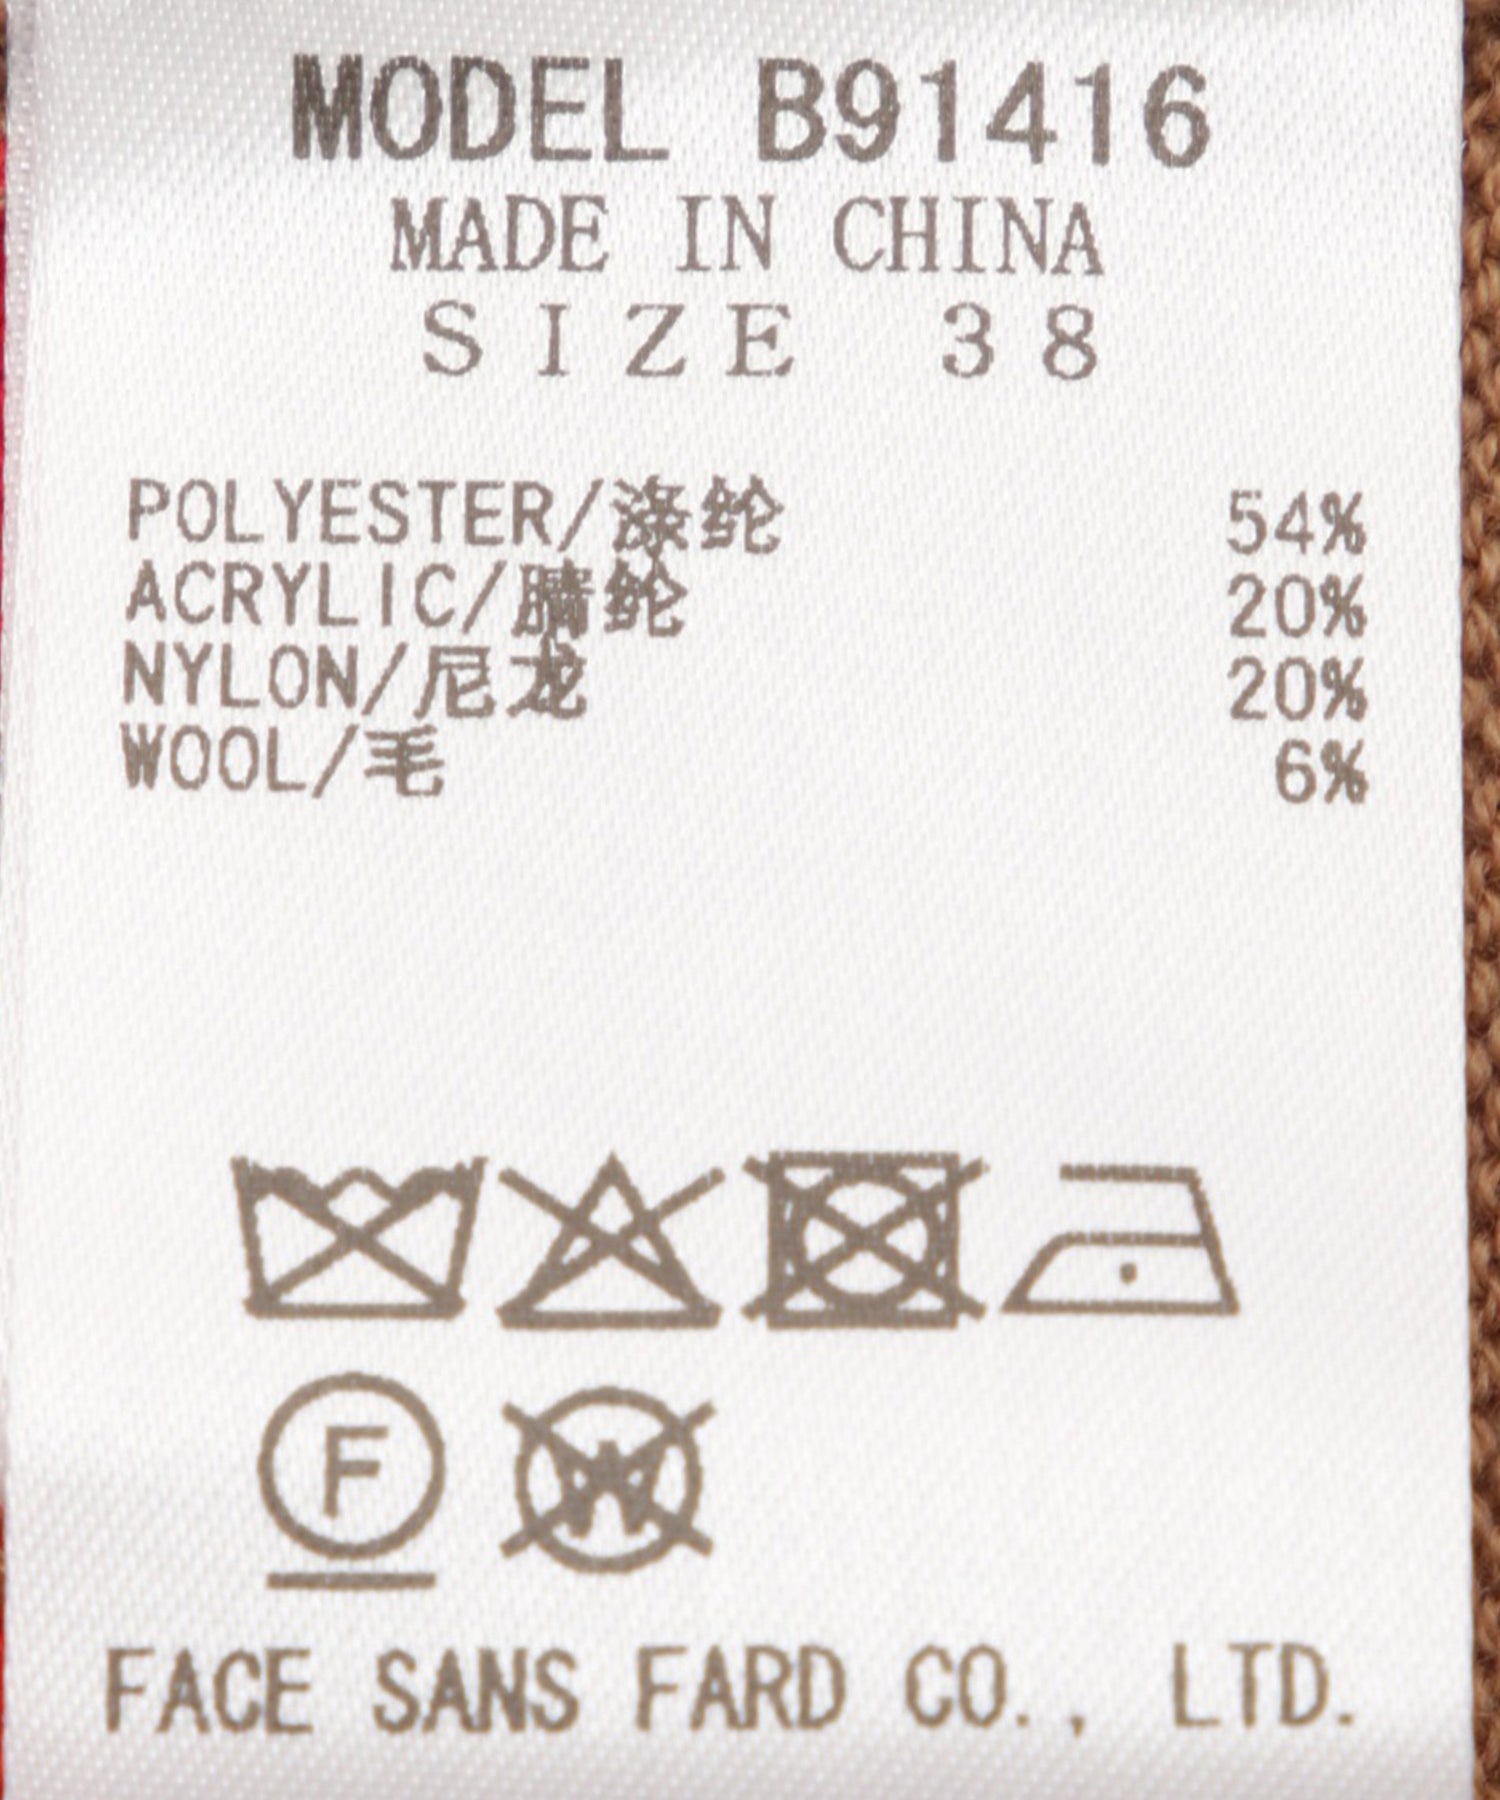 MODEL B91416
MADE IN CHINA
SIZE 38
POLYESTER/涤纶 54%
ACRYLIC/腈纶 20%
NYLON/尼龙 20%
WOOL/毛 6%
F W
FACE SANS FARD CO., LTD.